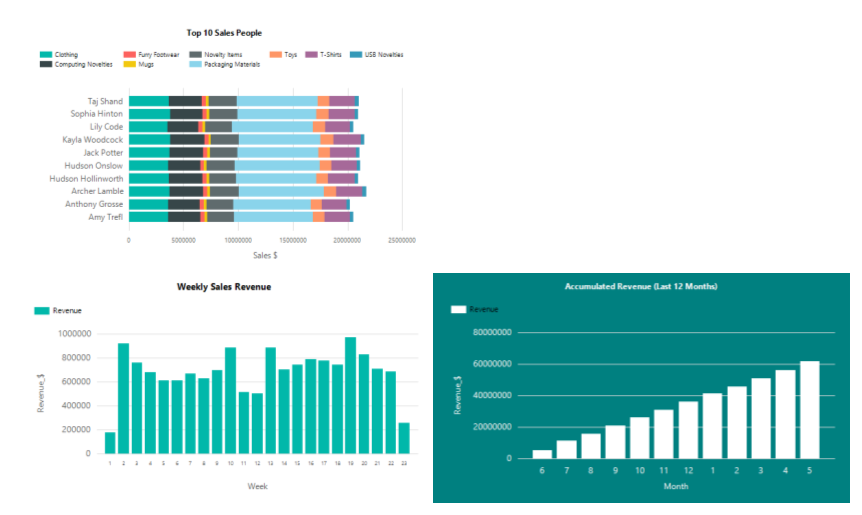 Top 10 Sales People
Clothing Furry Footwear Novelty Items Toys T-Shirts USB Novelties
Computing Novelties Mugs Packaging Materials
Taj Shand
Sophia Hinton
Lily Code
Kayla Woodcock
Jack Potter
Hudson Onslow
Hudson Hollinworth
Archer Lamble
Anthony Grosse
Amy Trefl
0 5000000 10000000 15000000 20000000 25000000
Sales $
Weekly Sales Revenue
Revenue
1000000
800000
600000
400000
200000
0
Revenue_$
1 2 3 4 5 6 7 8 9 10 11 12 13 14 15 16 17 18 19 20 21 22 23
Week
Accumulated Revenue (Last 12 Months)
Revenue
80000000
60000000
40000000
20000000
0
Revenue_$
6 7 8 9 10 11 12 1 2 3 4 5
Month